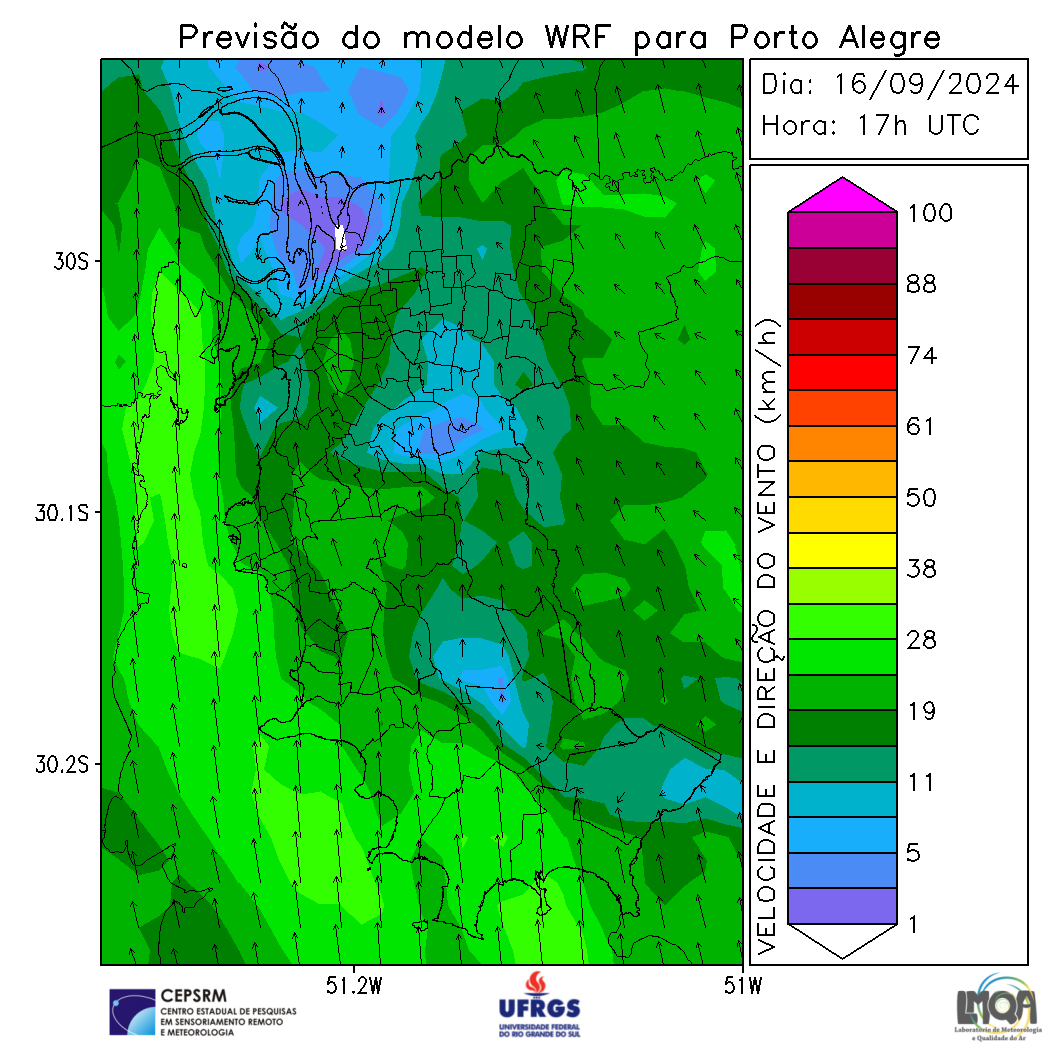 Previsão do modelo WRF para Porto Alegre
Dia: 16/09/2024
Hora: 17h UTC
30S
30.1S
30.2S
51.2W
51W
VELOCIDADE E DIREÇÃO DO VENTO (km/h)
100
88
74
61
50
38
28
19
11
5
1
CEPSRM
CENTRO ESTADUAL DE PESQUISAS
EM SENSORIAMENTO REMOTO
E METEOROLOGIA
UFRGS
UNIVERSIDADE FEDERAL
DO RIO GRANDE DO SUL
LMQA
Laboratório de Meteorologia
e Qualidade do Ar